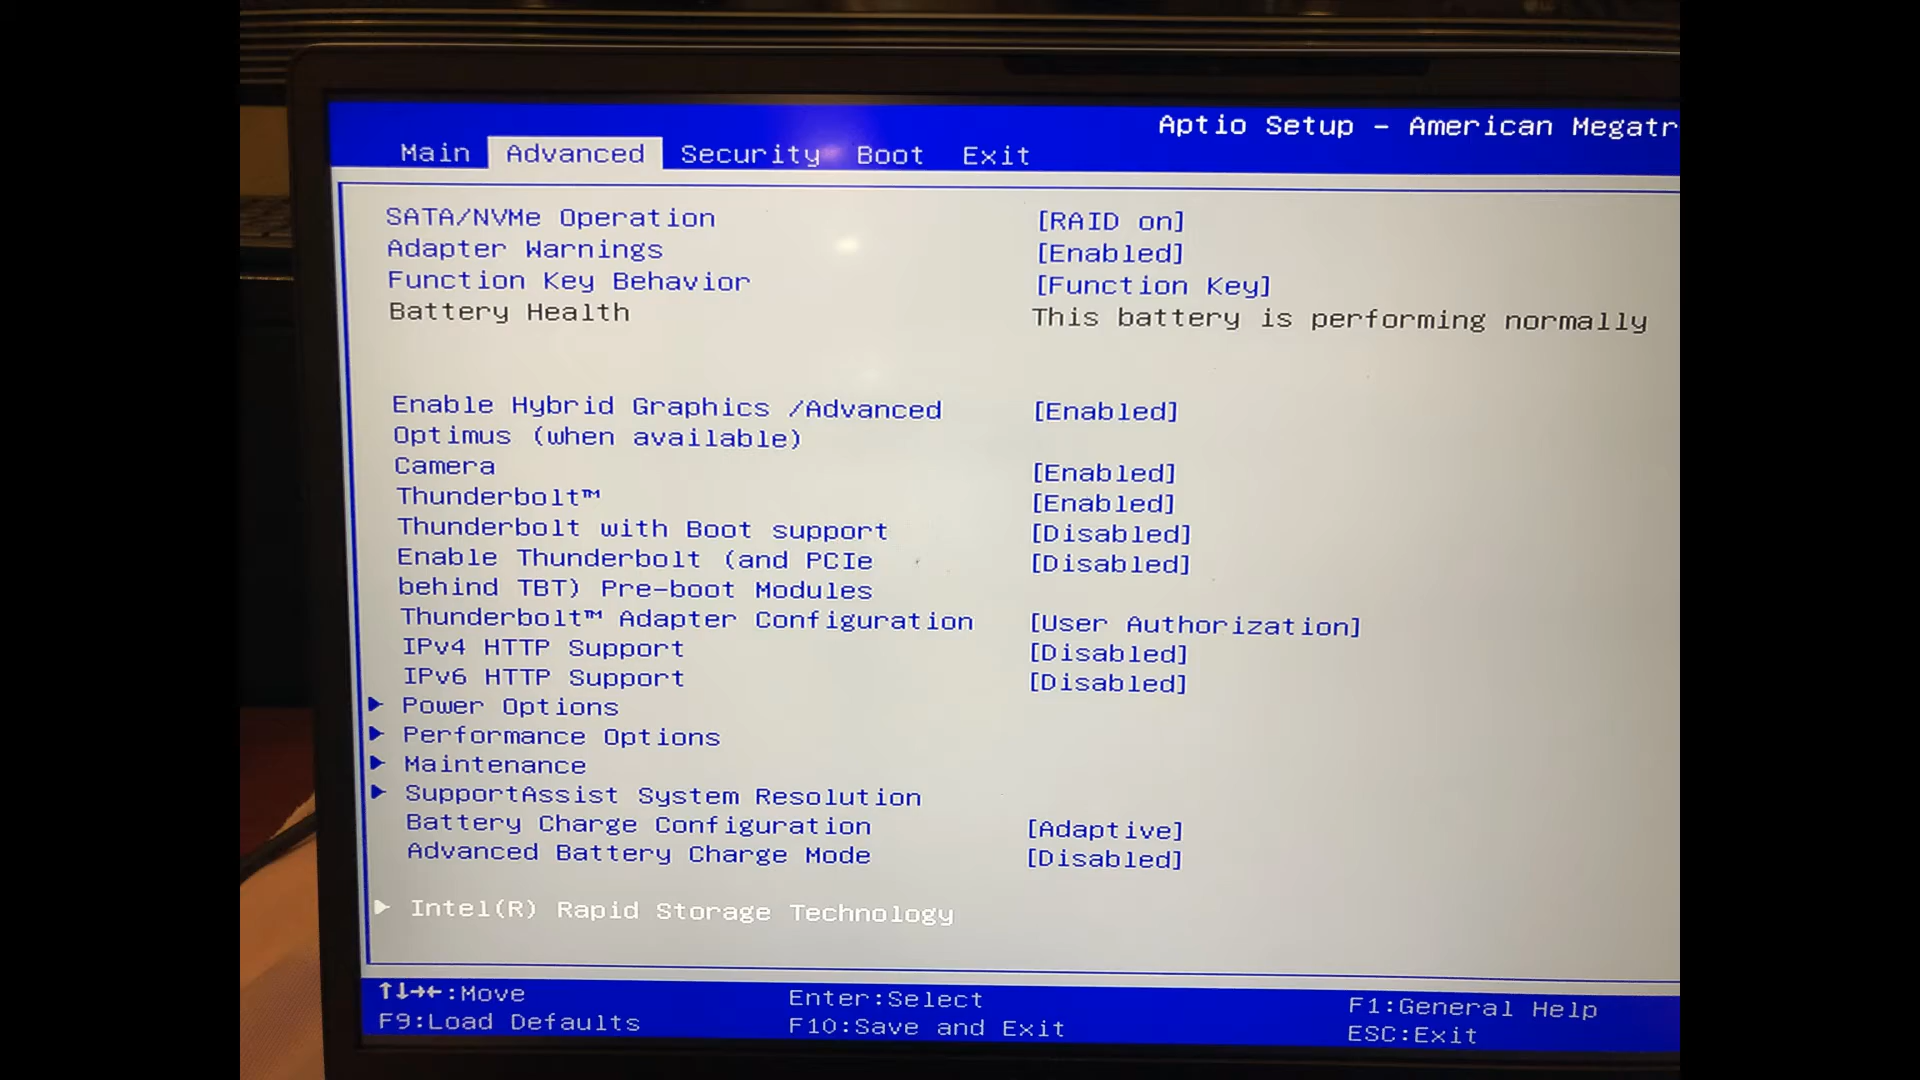 Aptio Setup - American Megatr
Main Advanced Security Boot Exit
SATA/NVMe Operation [RAID on]
Adapter Warnings [Enabled]
Function Key Behavior [Function Key]
Battery Health This battery is performing normally
Enable Hybrid Graphics /Advanced [Enabled]
Optimus (when available)
Camera [Enabled]
Thunderbolt™ [Enabled]
Thunderbolt with Boot support [Disabled]
Enable Thunderbolt (and PCIe [Disabled]
behind TBT) Pre-boot Modules
Thunderbolt™ Adapter Configuration [User Authorization]
IPv4 HTTP Support [Disabled]
IPv6 HTTP Support [Disabled]
Power Options
Performance Options
Maintenance
SupportAssist System Resolution
Battery Charge Configuration [Adaptive]
Advanced Battery Charge Mode [Disabled]
Intel(R) Rapid Storage Technology
↑↓→←:Move Enter:Select F1:General Help
F9:Load Defaults F10:Save and Exit ESC:Exit